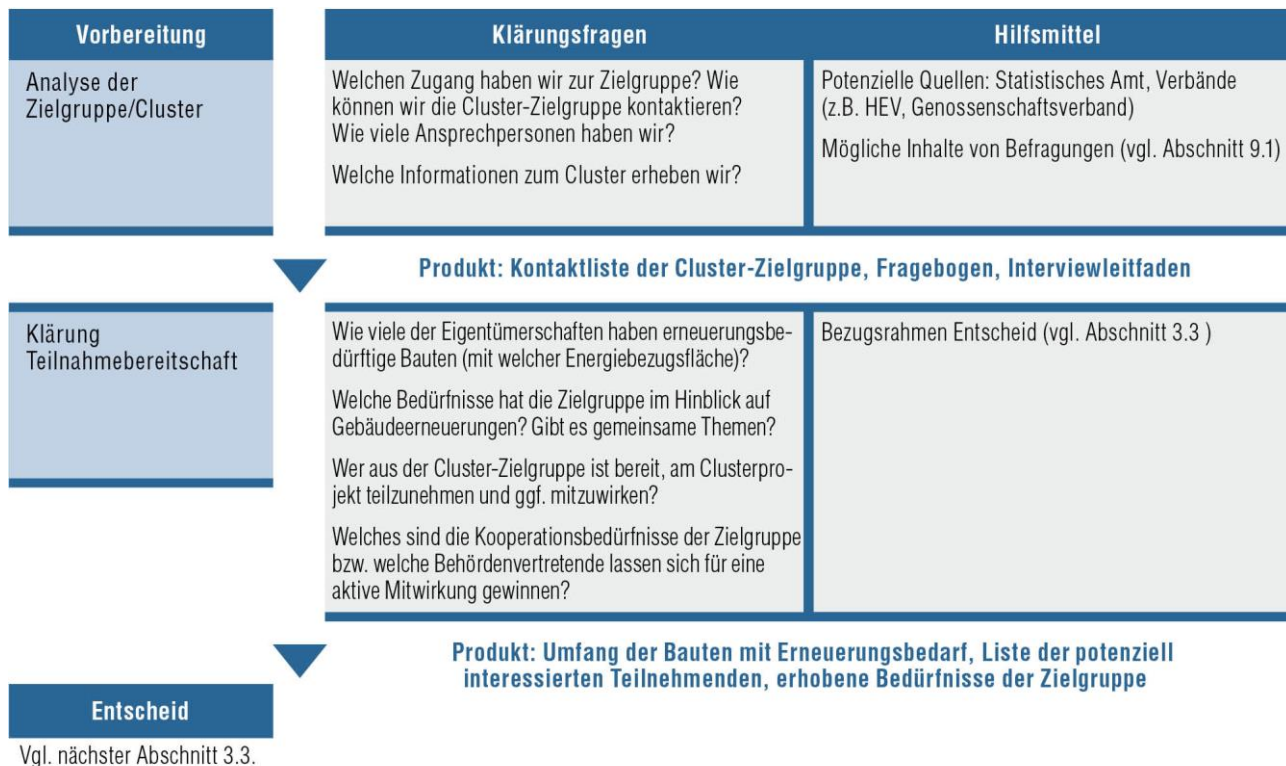 Vorbereitung
Klärungsfragen
Hilfsmittel
Analyse der
Zielgruppe/Cluster
Welchen Zugang haben wir zur Zielgruppe? Wie
können wir die Cluster-Zielgruppe kontaktieren?
Wie viele Ansprechpersonen haben wir?
Welche Informationen zum Cluster erheben wir?
Potenzielle Quellen: Statistisches Amt, Verbände
(z.B. HEV, Genossenschaftsverband)
Mögliche Inhalte von Befragungen (vgl. Abschnitt 9.1)
Produkt: Kontaktliste der Cluster-Zielgruppe, Fragebogen, Interviewleitfaden
Klärung
Teilnahmebereitschaft
Wie viele der Eigentümerschaften haben erneuerungsbe-
dürftige Bauten (mit welcher Energiebezugsfläche)?
Welche Bedürfnisse hat die Zielgruppe im Hinblick auf
Gebäudeerneuerungen? Gibt es gemeinsame Themen?
Wer aus der Cluster-Zielgruppe ist bereit, am Clusterpro-
jekt teilzunehmen und ggf. mitzuwirken?
Welches sind die Kooperationsbedürfnisse der Zielgruppe
bzw. welche Behördenvertretende lassen sich für eine
aktive Mitwirkung gewinnen?
Bezugsrahmen Entscheid (vgl. Abschnitt 3.3 )
Produkt: Umfang der Bauten mit Erneuerungsbedarf, Liste der potenziell
interessierten Teilnehmenden, erhobene Bedürfnisse der Zielgruppe
Entscheid
Vgl. nächster Abschnitt 3.3.